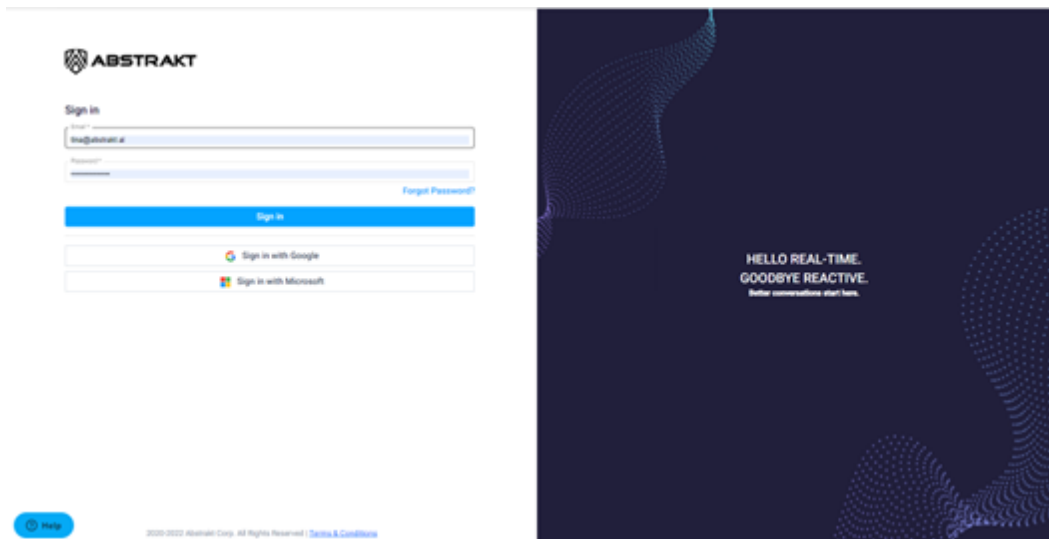 ABSTRAKT
Sign in
Email *
tina@abstrakt.ai
Password *
Forgot Password?
Sign in
Sign in with Google
Sign in with Microsoft
HELLO REAL-TIME.
GOODBYE REACTIVE.
Better conversations start here.
Help
2020-2022 Abstrakt Corp. All Rights Reserved | Terms & Conditions